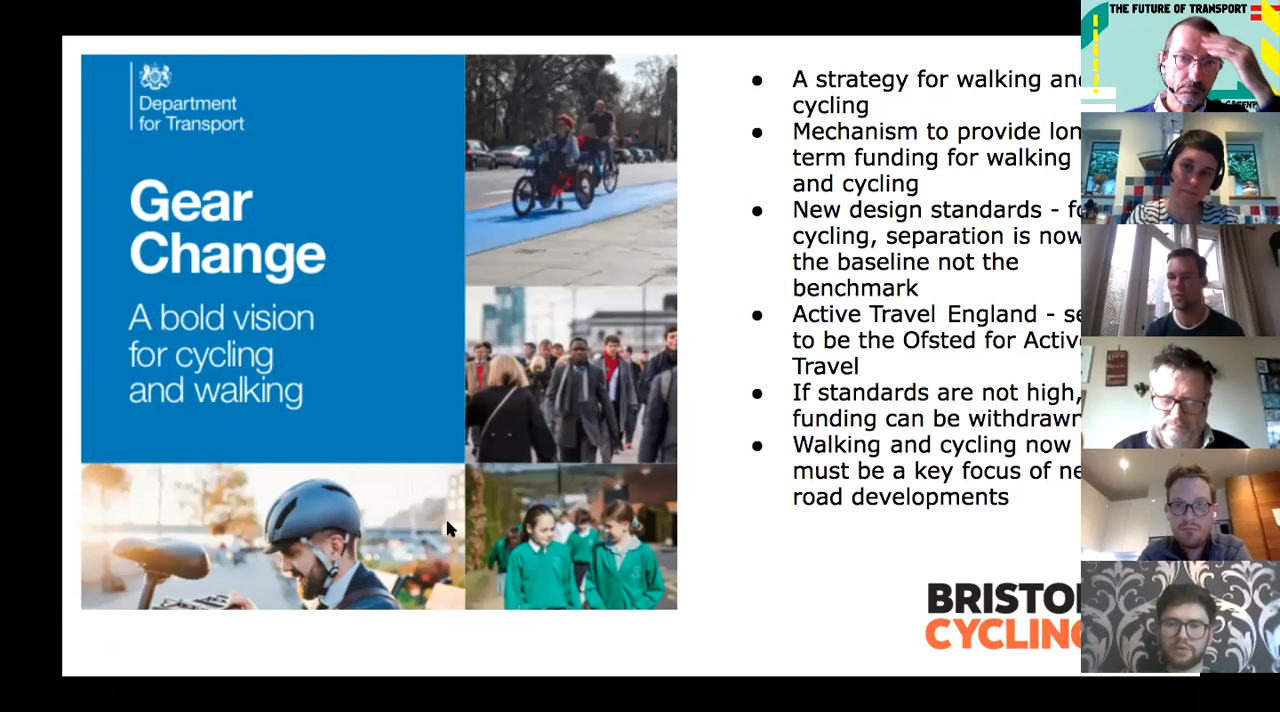 Department
for Transport
Gear
Change
A bold vision
for cycling
and walking
A strategy for walking and
cycling
Mechanism to provide lon
term funding for walking
and cycling
New design standards - fo
cycling, separation is now
the baseline not the
benchmark
Active Travel England - se
to be the Ofsted for Active
Travel
If standards are not high,
funding can be withdrawn
Walking and cycling now
must be a key focus of ne
road developments
BRISTOL
CYCLING
THE FUTURE OF TRANSPORT